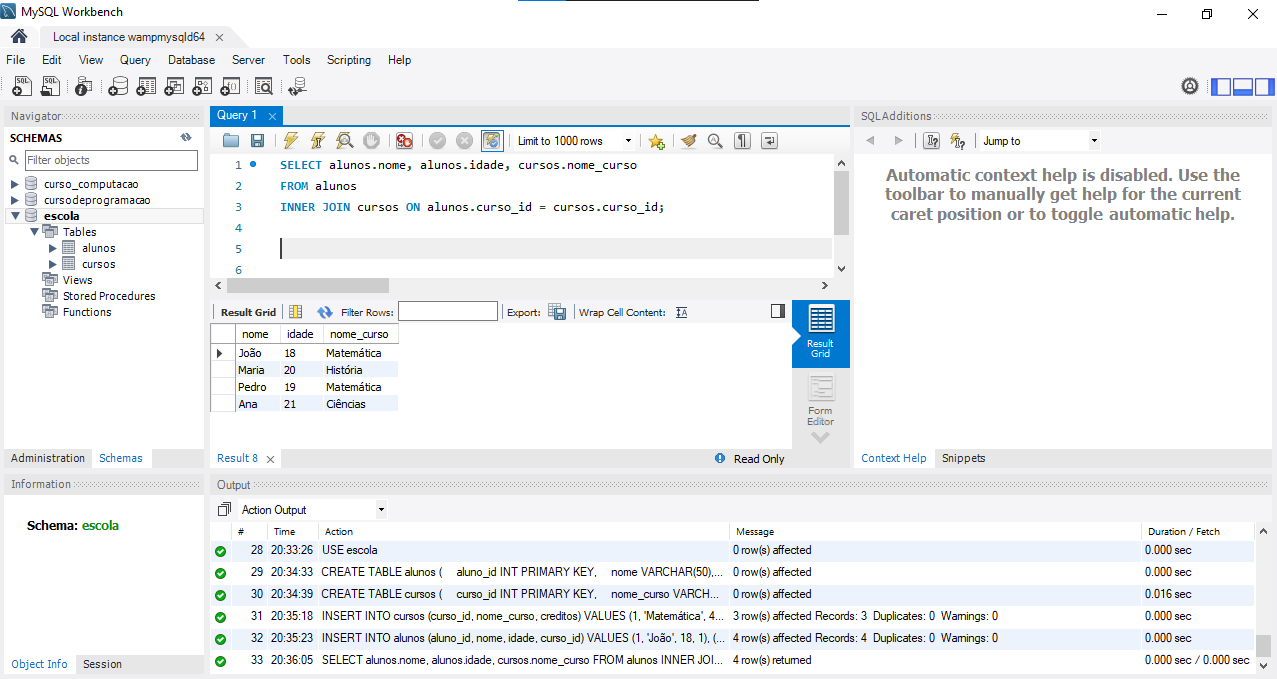 MySQL Workbench
Local instance wampmysqld64
File Edit View Query Database Server Tools Scripting Help
Navigator
SCHEMAS
Filter objects
curso_computacao
cursodeprogramacao
escola
Tables
alunos
cursos
Views
Stored Procedures
Functions
Administration Schemas
Information
Schema: escola
Object Info Session
Query 1
Limit to 1000 rows
1 SELECT alunos.nome, alunos.idade, cursos.nome_curso
2 FROM alunos
3 INNER JOIN cursos ON alunos.curso_id = cursos.curso_id;
4
5
6
Result Grid Filter Rows: Export: Wrap Cell Content:
nome idade nome_curso
João 18 Matemática
Maria 20 História
Pedro 19 Matemática
Ana 21 Ciências
Result
Grid
Form
Editor
Result 8 Read Only
SQLAdditions
Jump to
Automatic context help is disabled. Use the
toolbar to manually get help for the current
caret position or to toggle automatic help.
Context Help Snippets
Output
Action Output
# Time Action Message Duration / Fetch
28 20:33:26 USE escola 0 row(s) affected 0.000 sec
29 20:34:33 CREATE TABLE alunos ( aluno_id INT PRIMARY KEY, nome VARCHAR(50),... 0 row(s) affected 0.000 sec
30 20:34:39 CREATE TABLE cursos ( curso_id INT PRIMARY KEY, nome_curso VARCH... 0 row(s) affected 0.016 sec
31 20:35:18 INSERT INTO cursos (curso_id, nome_curso, creditos) VALUES (1, 'Matemática', 4... 3 row(s) affected Records: 3 Duplicates: 0 Warnings: 0 0.000 sec
32 20:35:23 INSERT INTO alunos (aluno_id, nome, idade, curso_id) VALUES (1, 'João', 18, 1), (... 4 row(s) affected Records: 4 Duplicates: 0 Warnings: 0 0.000 sec
33 20:36:05 SELECT alunos.nome, alunos.idade, cursos.nome_curso FROM alunos INNER JOI... 4 row(s) returned 0.000 sec / 0.000 sec